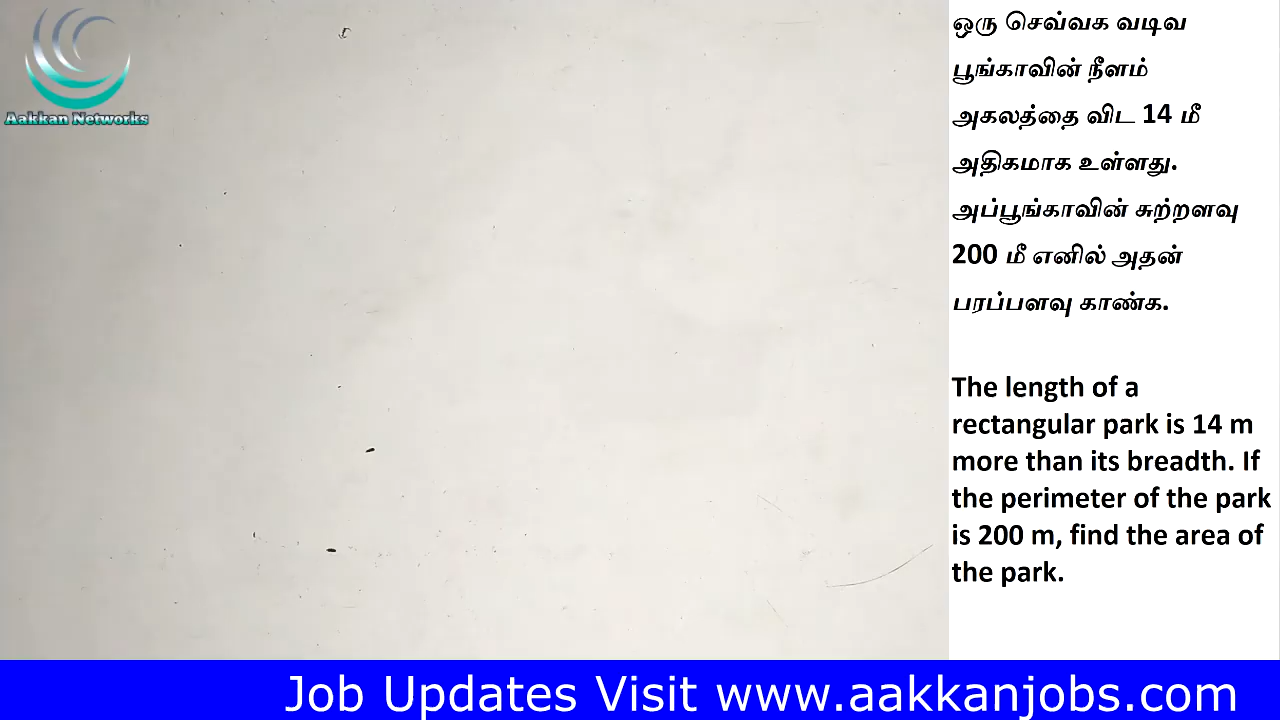 Aakkan Networks
ஒரு செவ்வக வடிவ
பூங்காவின் நீளம்
அகலத்தை விட 14 மீ
அதிகமாக உள்ளது.
அப்பூங்காவின் சுற்றளவு
200 மீ எனில் அதன்
பரப்பளவு காண்க.
The length of a
rectangular park is 14 m
more than its breadth. If
the perimeter of the park
is 200 m, find the area of
the park.
Job Updates Visit www.aakkanjobs.com